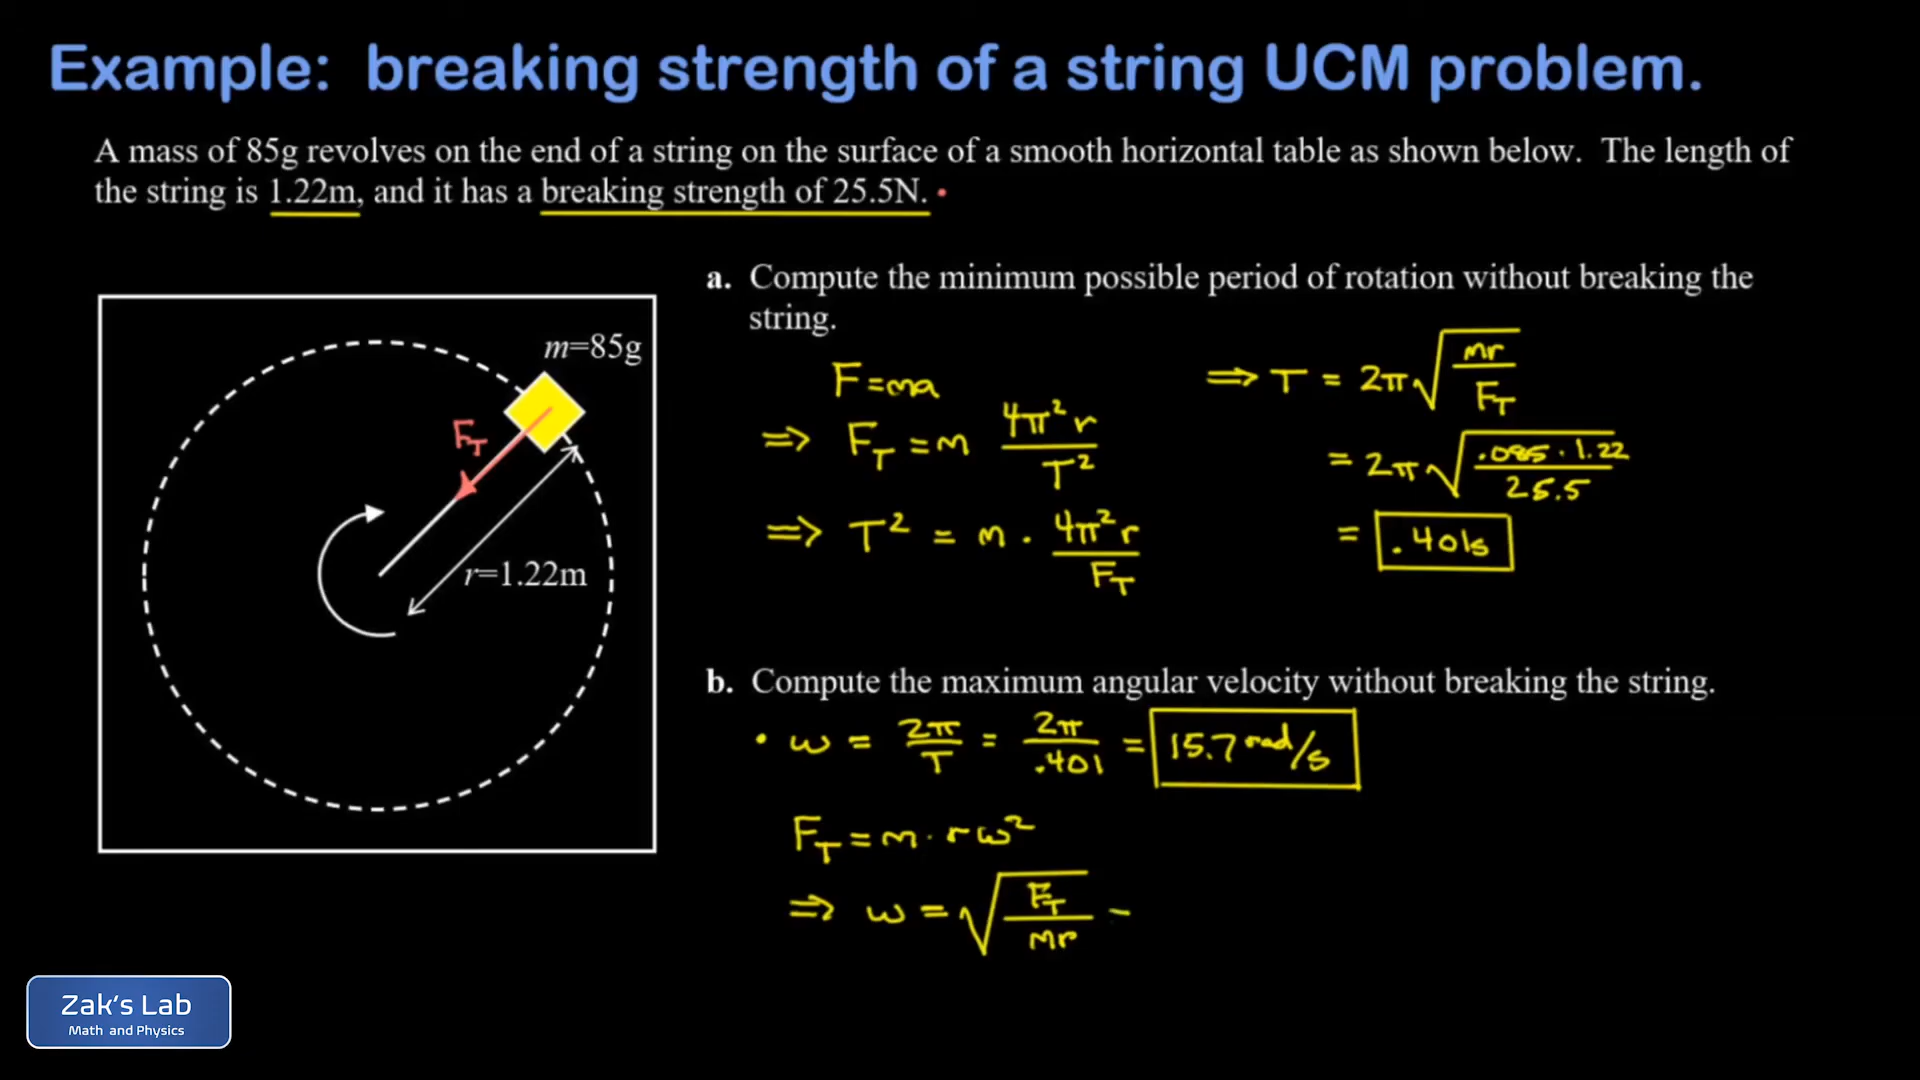 Example: breaking strength of a string UCM problem.
A mass of 85g revolves on the end of a string on the surface of a smooth horizontal table as shown below. The length of
the string is 1.22m, and it has a breaking strength of 25.5N.
m=85g
F_T
r=1.22m
a. Compute the minimum possible period of rotation without breaking the
string.
F=ma
⇒ F_T = m 4π²r/T²
⇒ T² = m · 4π²r/F_T
⇒ T = 2π√(mr/F_T)
= 2π√(.085 · 1.22/25.5)
= .401s
b. Compute the maximum angular velocity without breaking the string.
• ω = 2π/T = 2π/.401 = 15.7 rad/s
F_T = m · rω²
⇒ ω = √(F_T/mr) -
Zak's Lab
Math and Physics